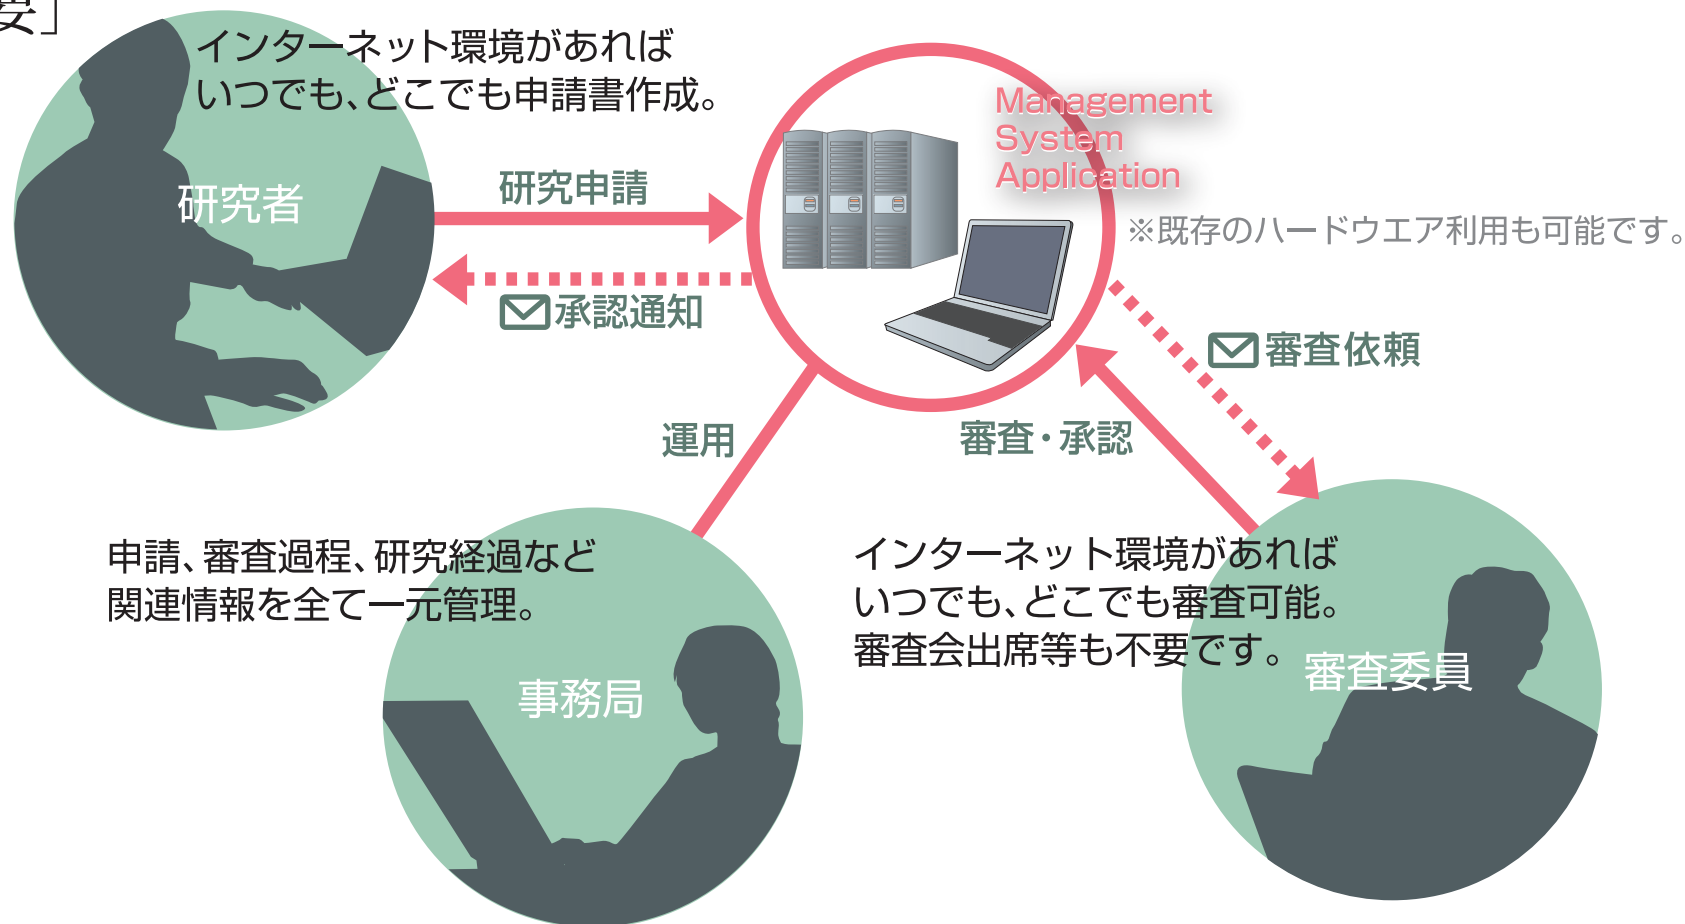 要」
インターネット環境があれば
いつでも、どこでも申請書作成。
研究者
研究申請
承認通知
Management
System
Application
※既存のハードウエア利用も可能です。
審査依頼
運用
審査・承認
申請、審査過程、研究経過など
関連情報を全て一元管理。
事務局
インターネット環境があれば
いつでも、どこでも審査可能。
審査会出席等も不要です。
審査委員